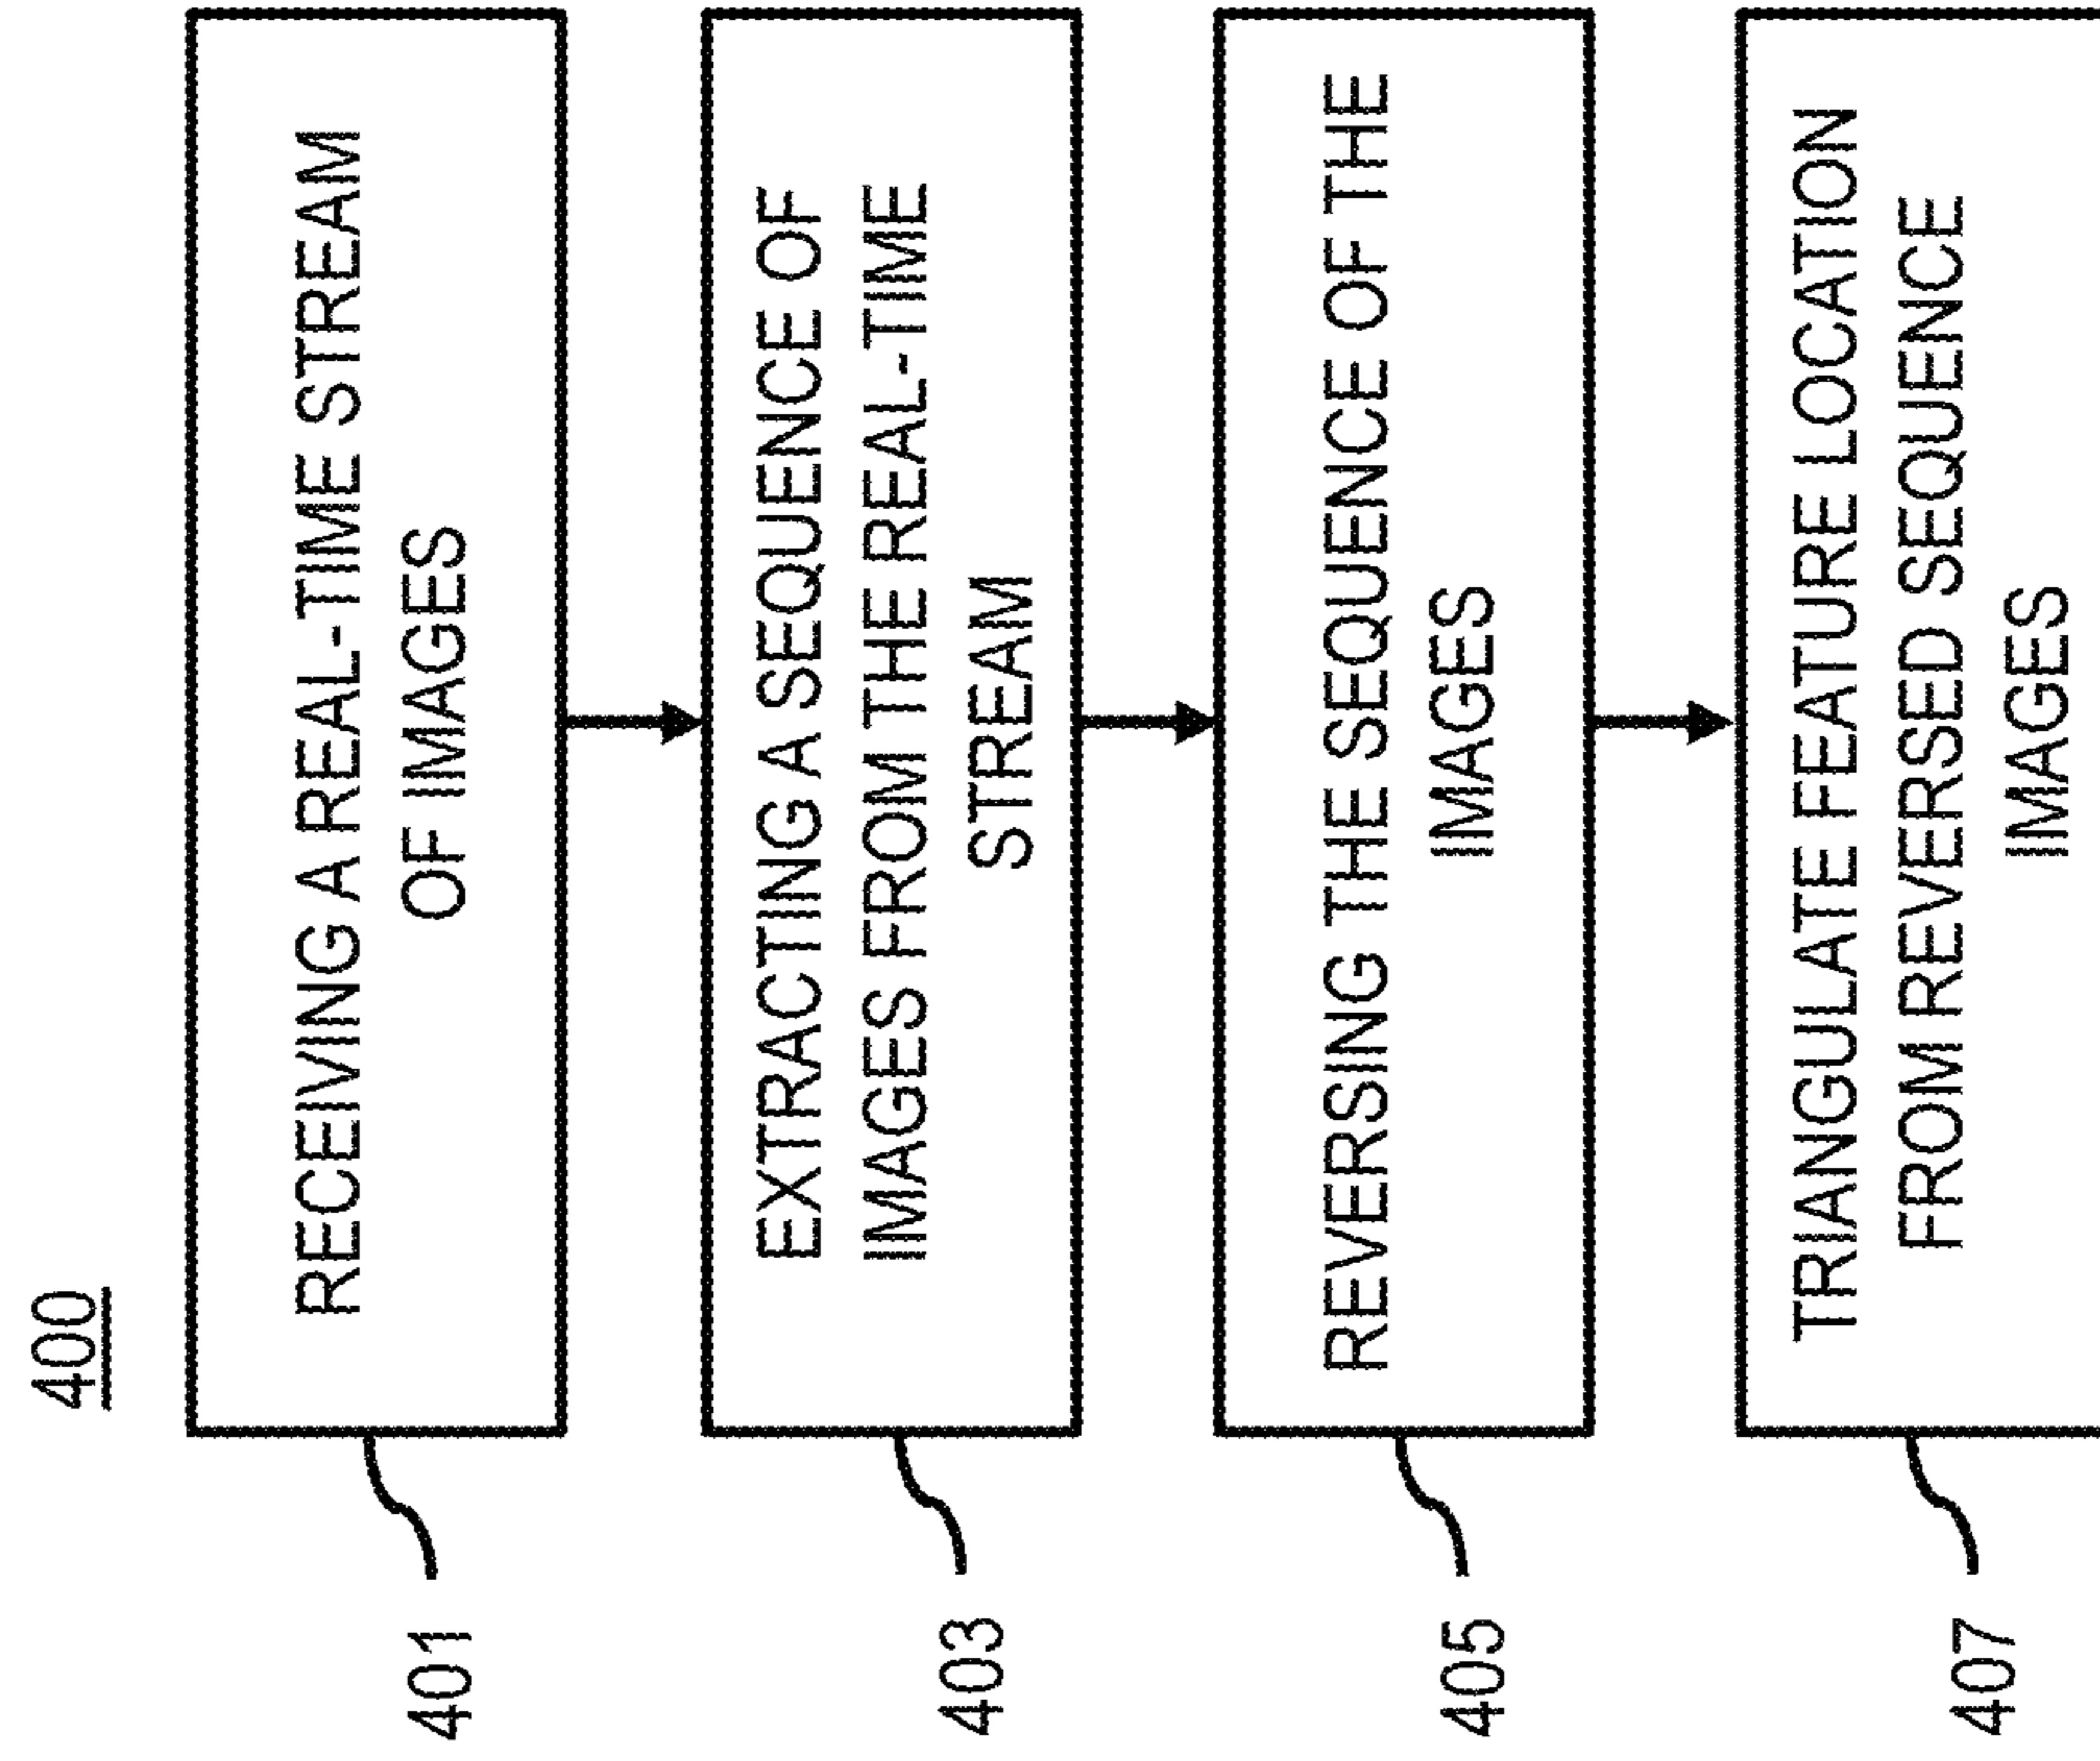 400
401
RECEIVING A REAL-TIME STREAM
OF IMAGES
403
EXTRACTING A SEQUENCE OF
IMAGES FROM THE REAL-TIME
STREAM
405
REVERSING THE SEQUENCE OF THE
IMAGES
407
TRIANGULATE FEATURE LOCATION
FROM REVERSED SEQUENCE
IMAGES